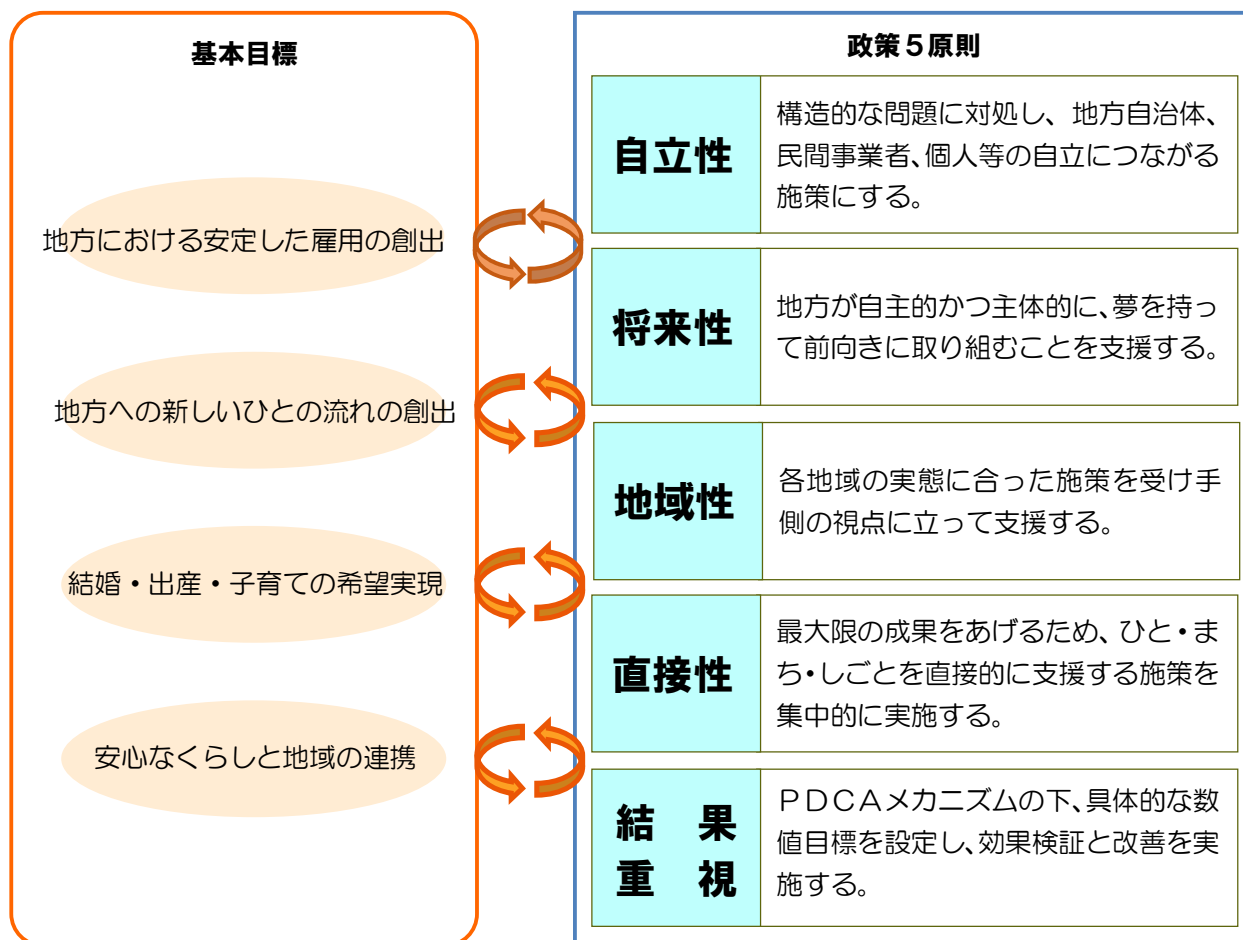 基本目標
地方における安定した雇用の創出
地方への新しいひとの流れの創出
結婚・出産・子育ての希望実現
安心なくらしと地域の連携
政策５原則
自立性
構造的な問題に対処し、地方自治体、
民間事業者、個人等の自立につながる
施策にする。
将来性
地方が自主的かつ主体的に、夢を持っ
て前向きに取り組むことを支援する。
地域性
各地域の実態に合った施策を受け手
側の視点に立って支援する。
直接性
最大限の成果をあげるため、ひと・ま
ち・しごとを直接的に支援する施策を
集中的に実施する。
結　果
重　視
ＰＤＣＡメカニズムの下、具体的な数
値目標を設定し、効果検証と改善を実
施する。